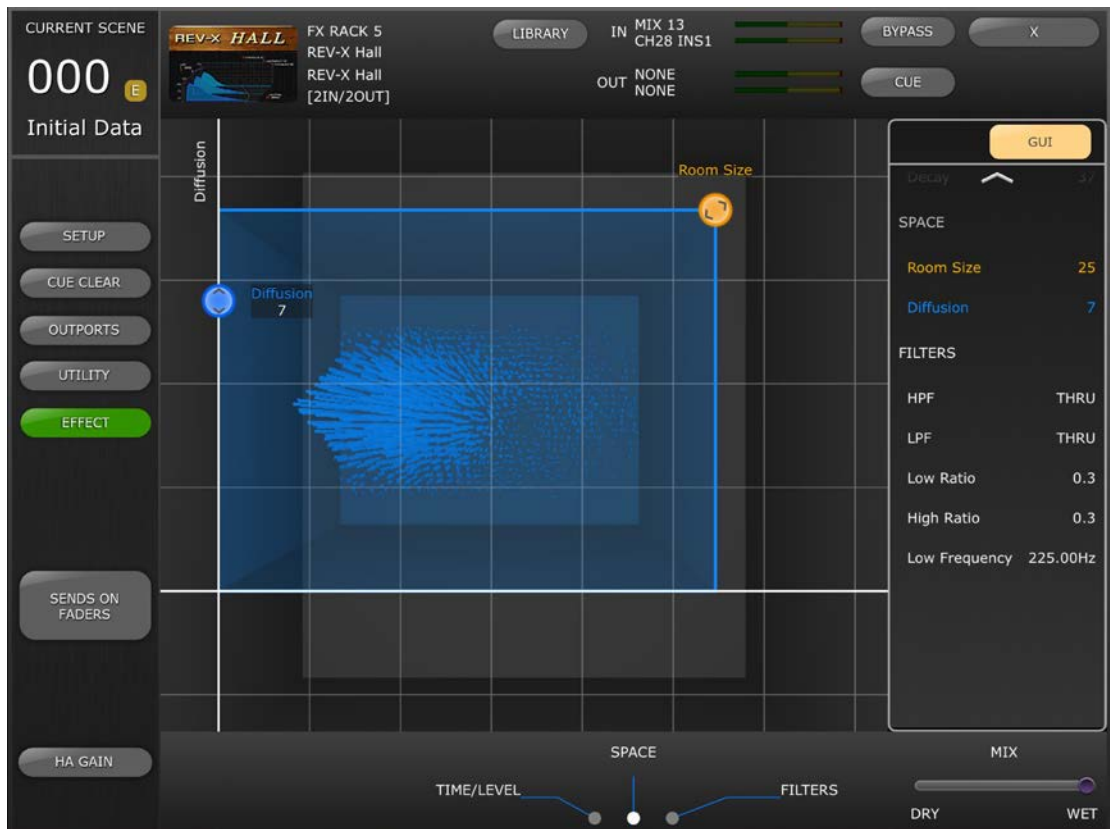 CURRENT SCENE
000 E
Initial Data
SETUP
CUE CLEAR
OUTPORTS
UTILITY
EFFECT
SENDS ON
FADERS
HA GAIN
REV-X HALL
FX RACK 5
REV-X Hall
REV-X Hall
[2IN/2OUT]
LIBRARY
IN MIX 13
CH28 INS1
OUT NONE
NONE
BYPASS
X
CUE
Diffusion
Room Size
Diffusion
7
GUI
Decay 37
SPACE
Room Size 25
Diffusion 7
FILTERS
HPF THRU
LPF THRU
Low Ratio 0.3
High Ratio 0.3
Low Frequency 225.00Hz
SPACE
TIME/LEVEL
FILTERS
MIX
DRY WET